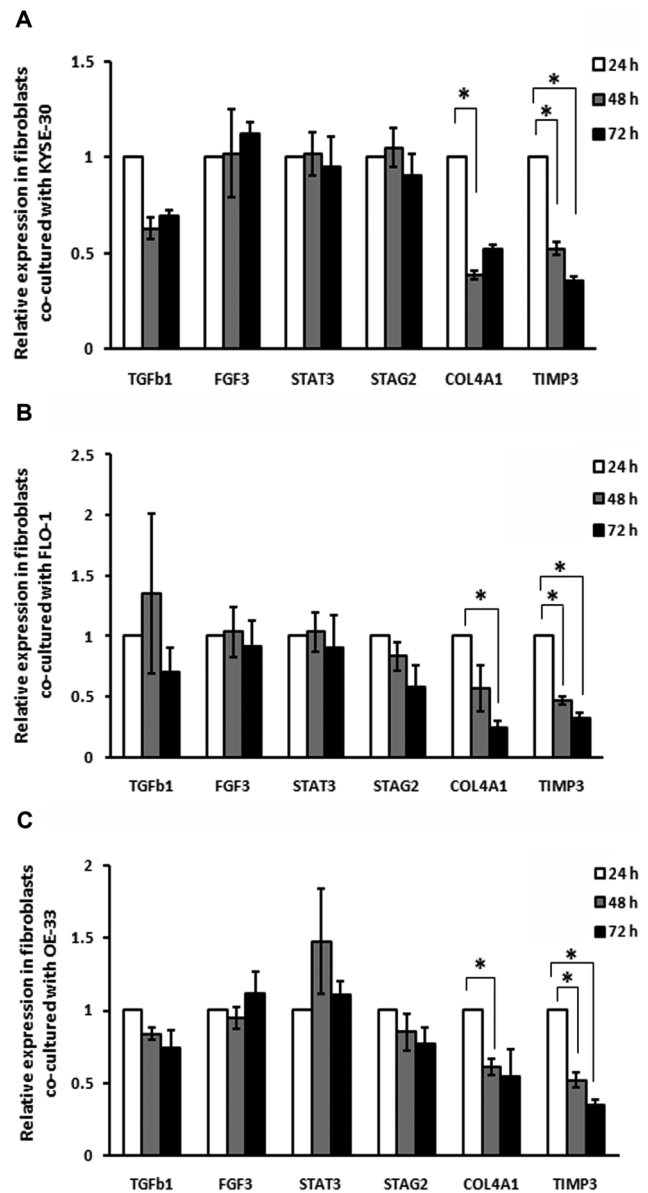 A
Relative expression in fibroblasts
co-cultured with KYSE-30
1.5
1
0.5
0
*
*
*
24 h
48 h
72 h
TGFb1 FGF3 STAT3 STAG2 COL4A1 TIMP3
B
Relative expression in fibroblasts
co-cultured with FLO-1
2.5
2
1.5
1
0.5
0
*
*
*
24 h
48 h
72 h
TGFb1 FGF3 STAT3 STAG2 COL4A1 TIMP3
C
Relative expression in fibroblasts
co-cultured with OE-33
2
1.5
1
0.5
0
*
*
*
24 h
48 h
72 h
TGFb1 FGF3 STAT3 STAG2 COL4A1 TIMP3